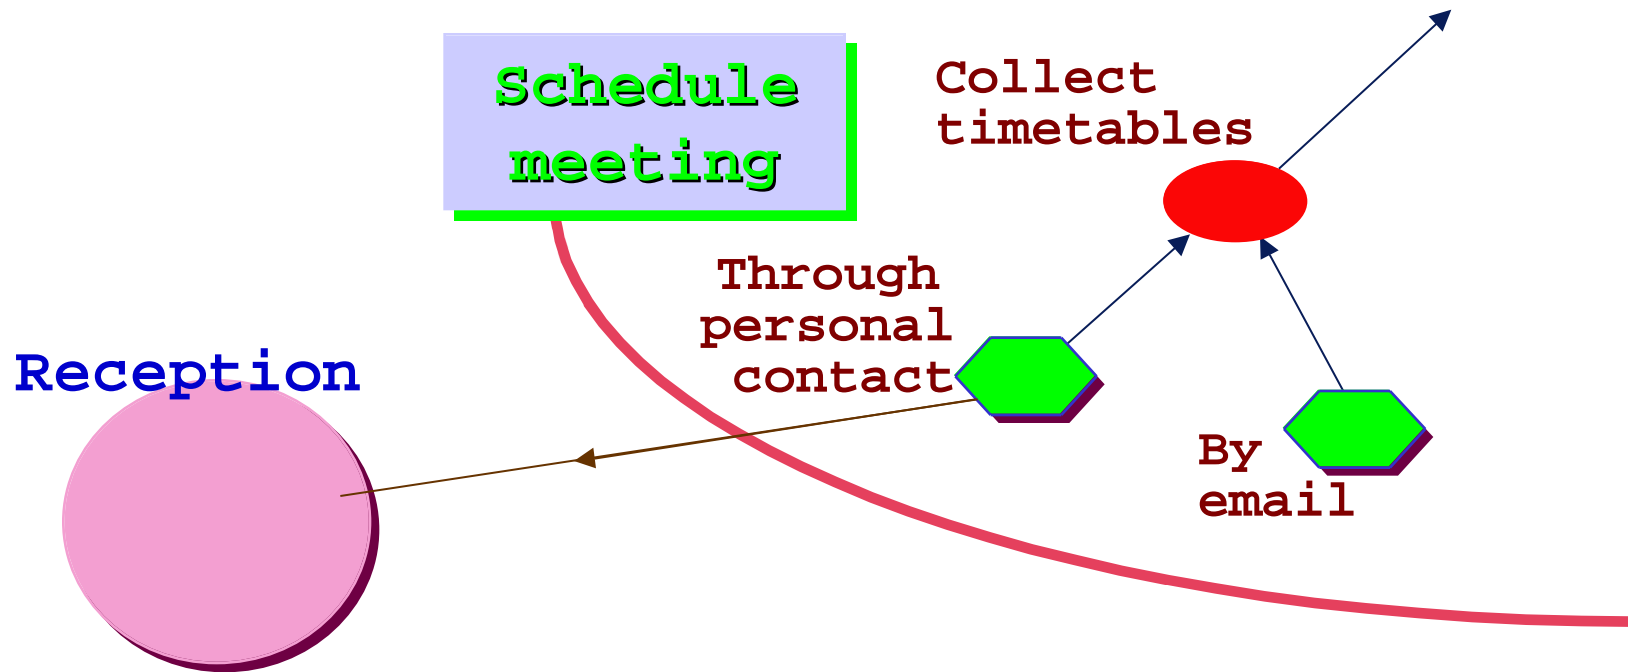 Schedule
meeting
Collect
timetables
Through
personal
contact
Reception
By
email